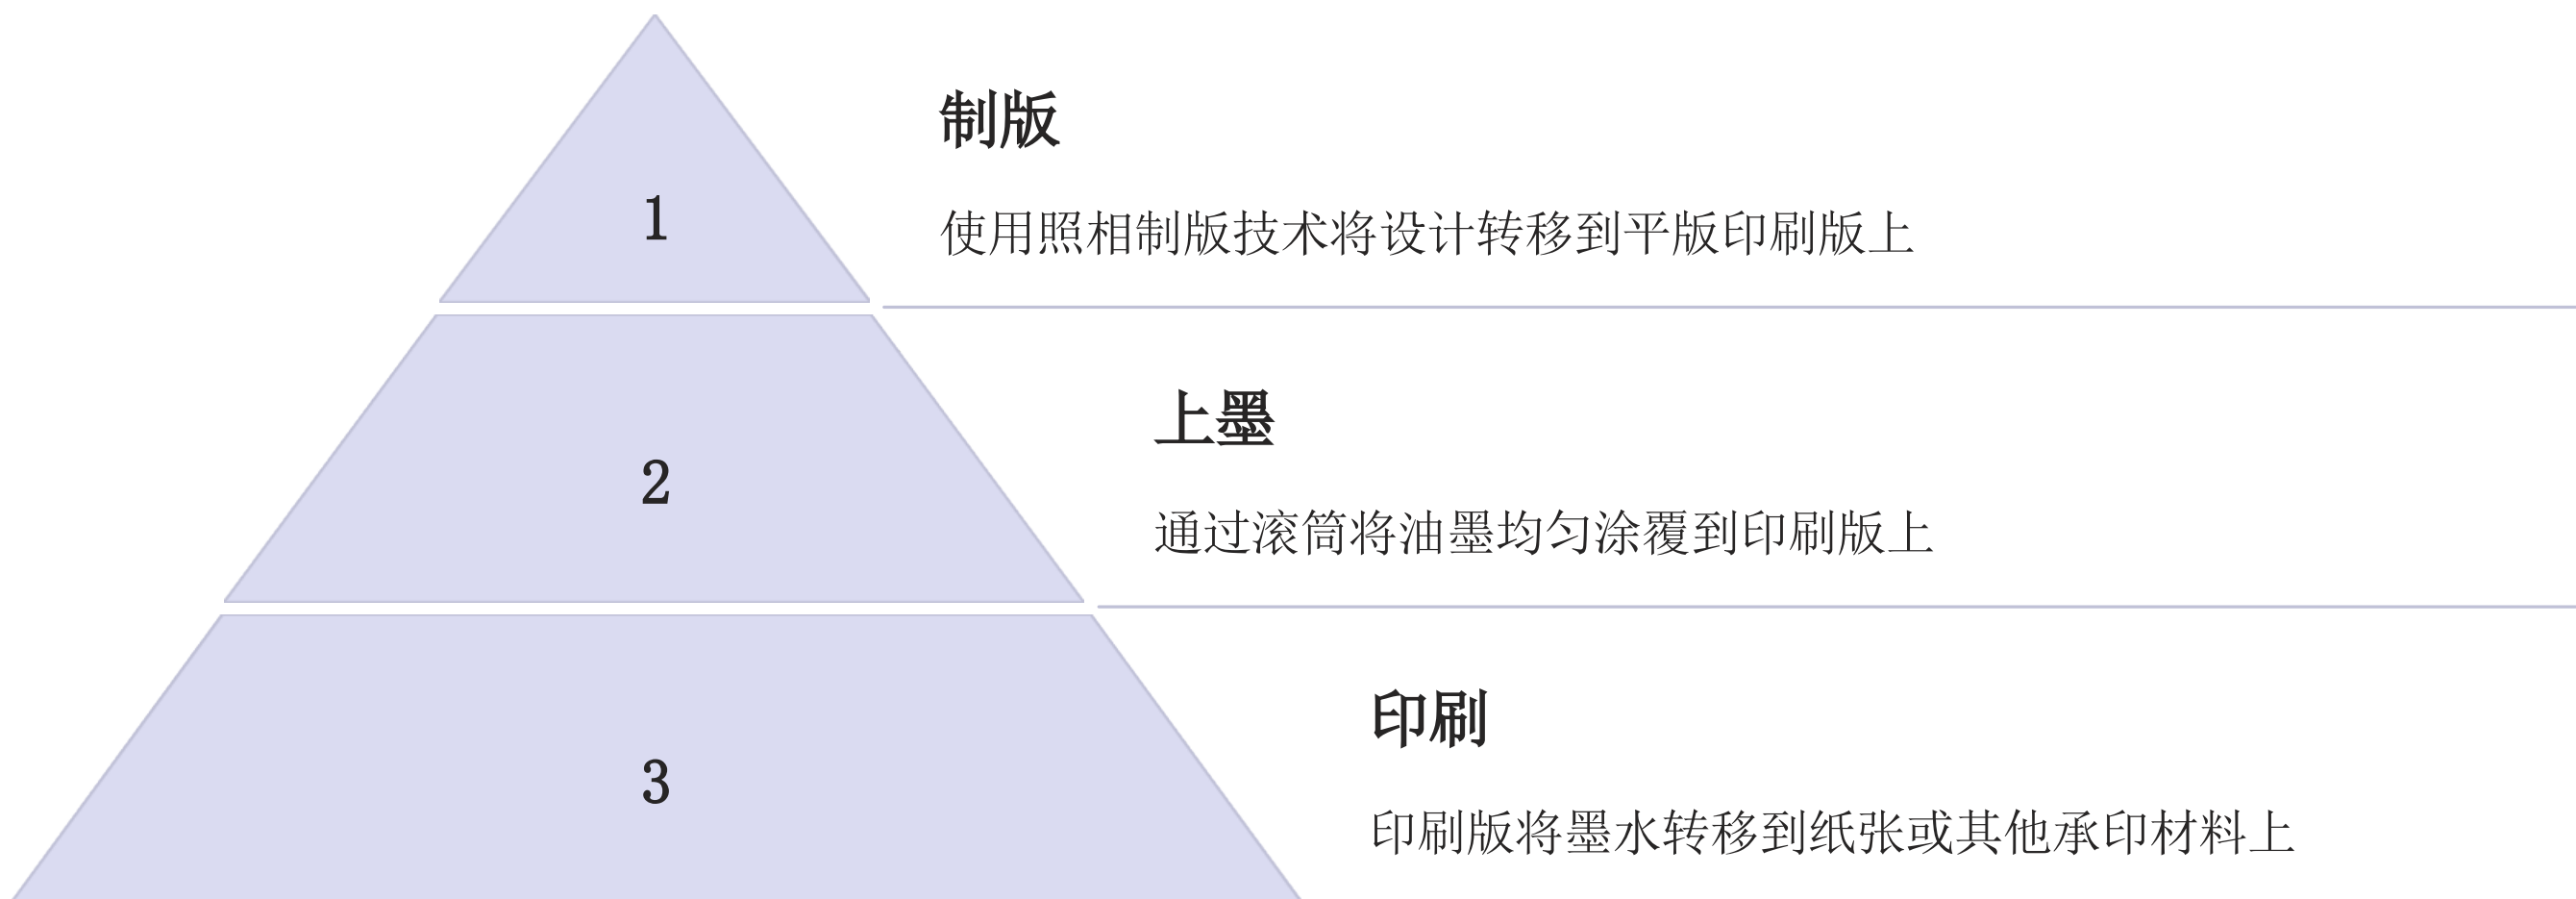 1
制版
使用照相制版技术将设计转移到平版印刷版上
2
上墨
通过滚筒将油墨均匀涂覆到印刷版上
3
印刷
印刷版将墨水转移到纸张或其他承印材料上